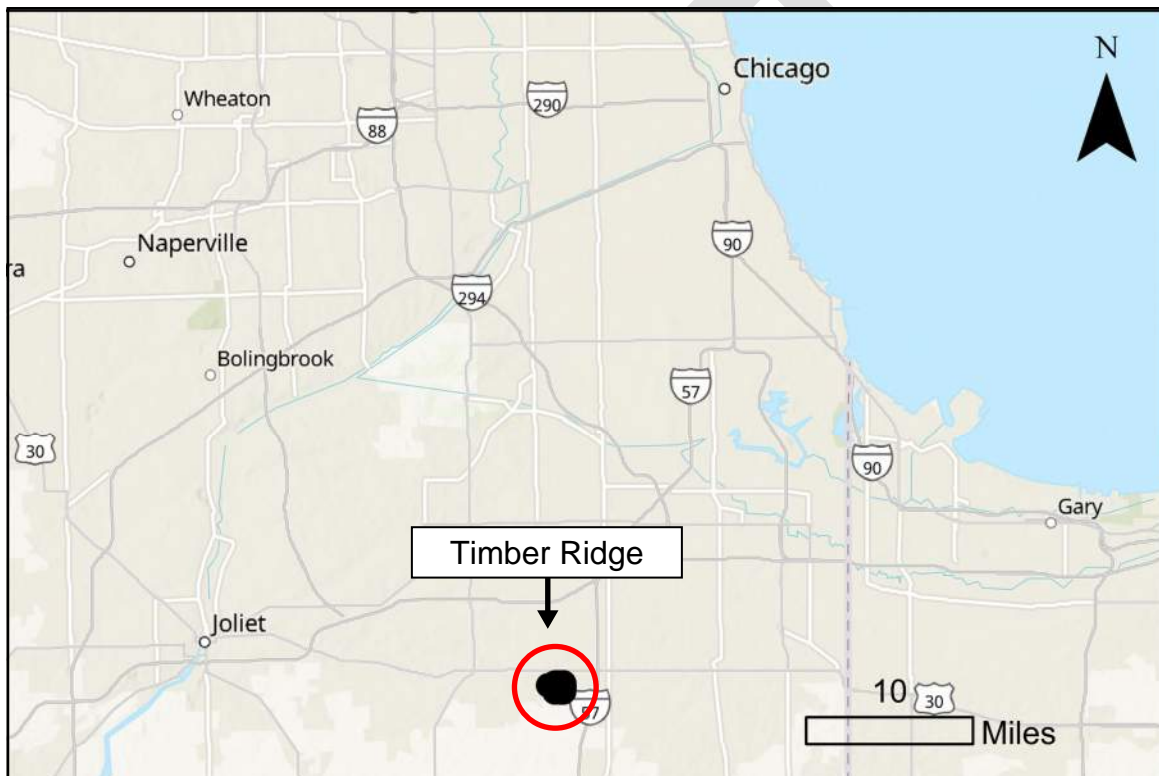 Chicago
N
Wheaton
290
88
Naperville
90
ra
294
Bolingbrook
57
30
90
Gary
Timber Ridge
Joliet
57
10
30
Miles